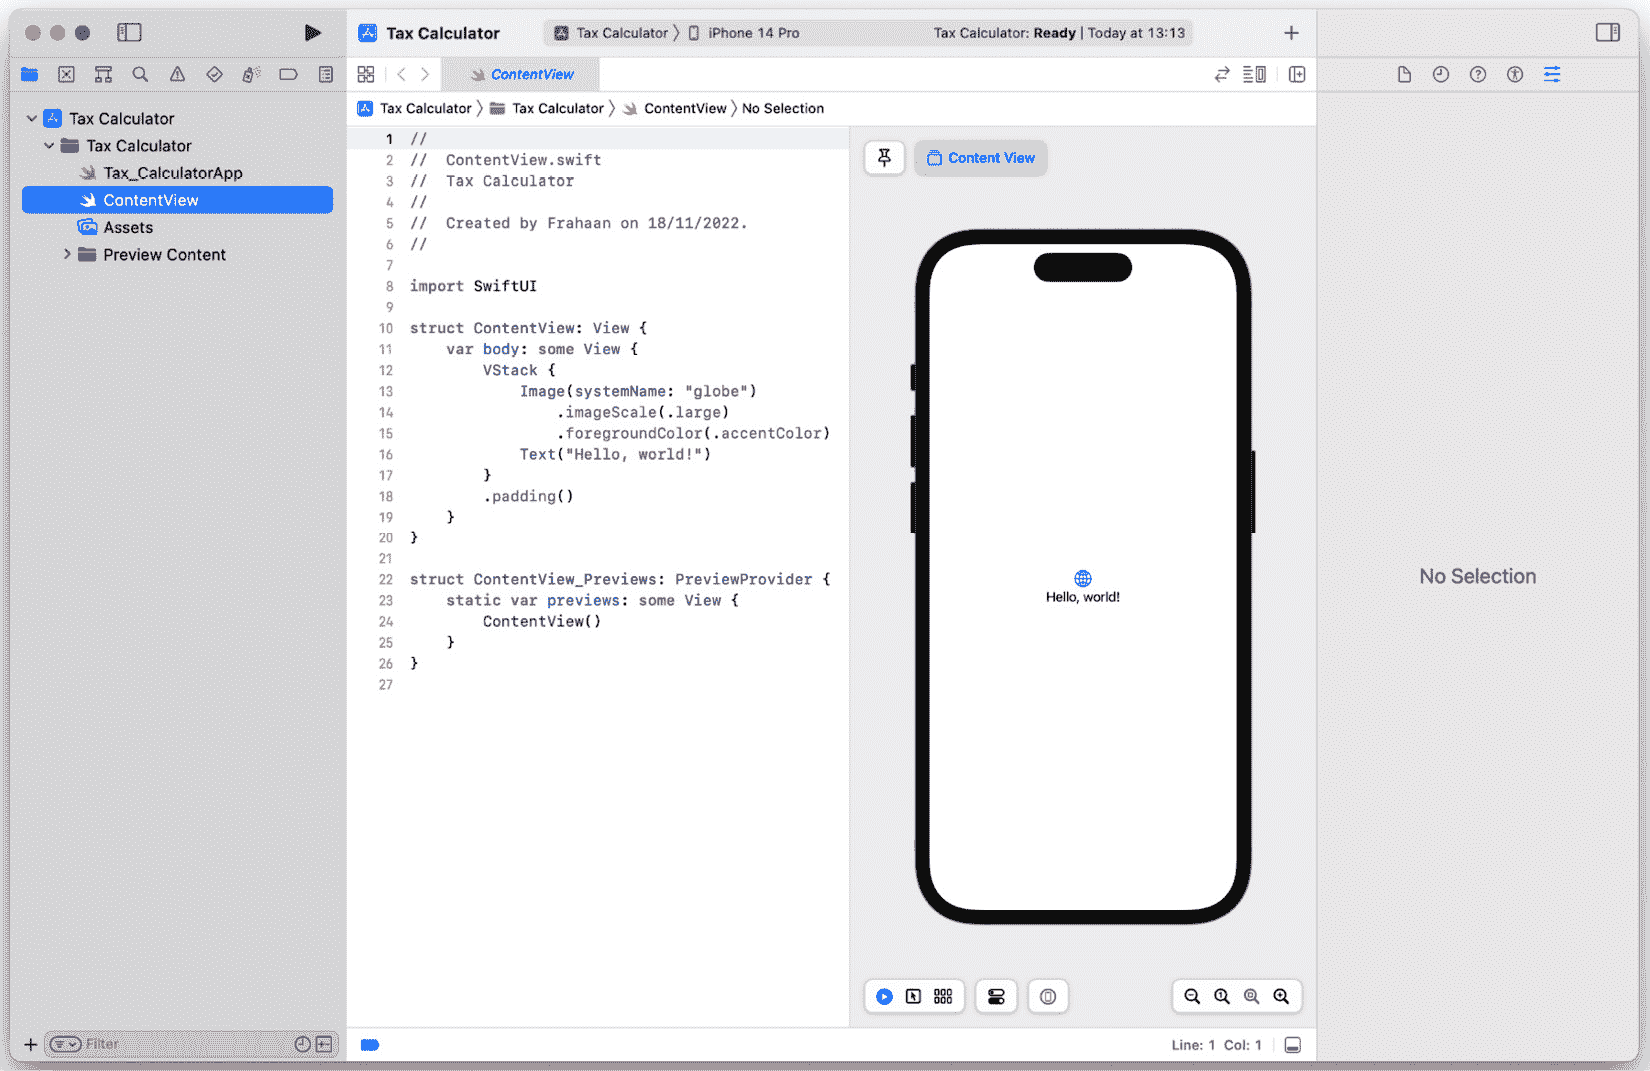 Tax Calculator
Tax Calculator 〉 iPhone 14 Pro
Tax Calculator: Ready | Today at 13:13
ContentView
Tax Calculator 〉 Tax Calculator 〉 ContentView 〉 No Selection
Tax Calculator
Tax Calculator
Tax_CalculatorApp
ContentView
Assets
Preview Content
Filter
1 //
2 //  ContentView.swift
3 //  Tax Calculator
4 //
5 //  Created by Frahaan on 18/11/2022.
6 //
7
8 import SwiftUI
9
10 struct ContentView: View {
11     var body: some View {
12         VStack {
13             Image(systemName: "globe")
14                 .imageScale(.large)
15                 .foregroundColor(.accentColor)
16             Text("Hello, world!")
17         }
18         .padding()
19     }
20 }
21
22 struct ContentView_Previews: PreviewProvider {
23     static var previews: some View {
24         ContentView()
25     }
26 }
27
Content View
Hello, world!
No Selection
Line: 1  Col: 1